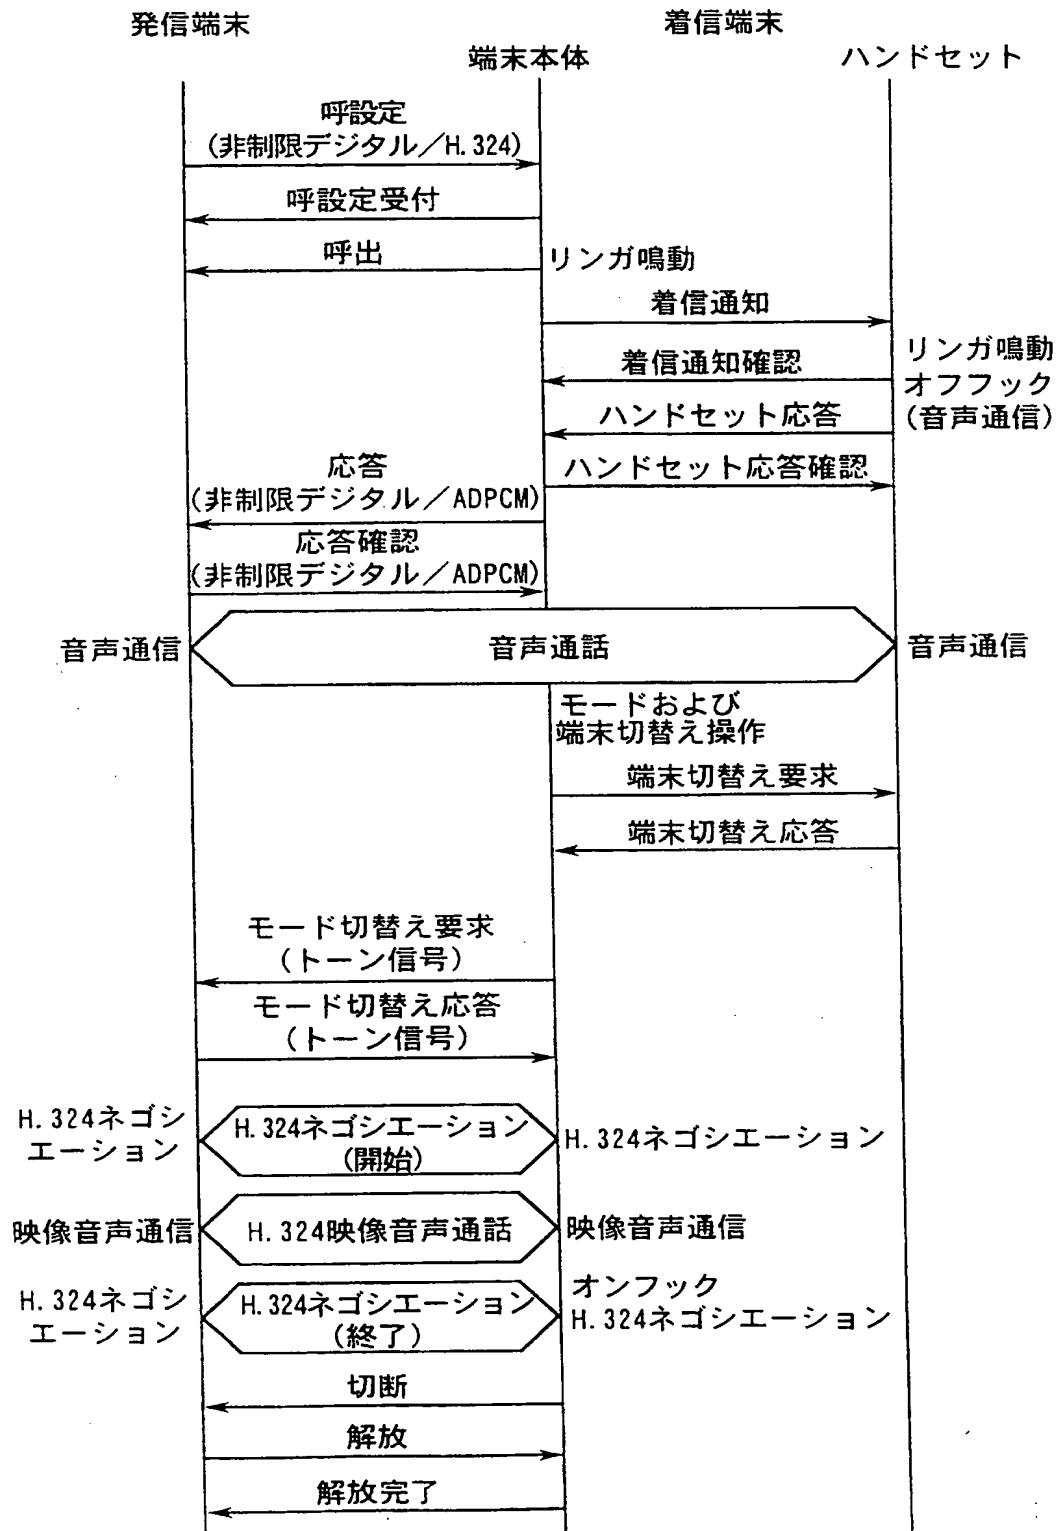 発信端末
着信端末
端末本体
ハンドセット
呼設定
(非制限デジタル/H.324)
呼設定受付
呼出
リンガ鳴動
着信通知
リンガ鳴動
着信通知確認
オフフック
ハンドセット応答
(音声通信)
応答
ハンドセット応答確認
(非制限デジタル/ADPCM)
応答確認
(非制限デジタル/ADPCM)
音声通信
音声通話
音声通信
モードおよび
端末切替え操作
端末切替え要求
端末切替え応答
モード切替え要求
(トーン信号)
モード切替え応答
(トーン信号)
H.324ネゴシ
エーション
H.324ネゴシエーション
(開始)
H.324ネゴシエーション
映像音声通信
H.324映像音声通話
映像音声通信
H.324ネゴシ
エーション
H.324ネゴシエーション
(終了)
オンフック
H.324ネゴシエーション
切断
解放
解放完了